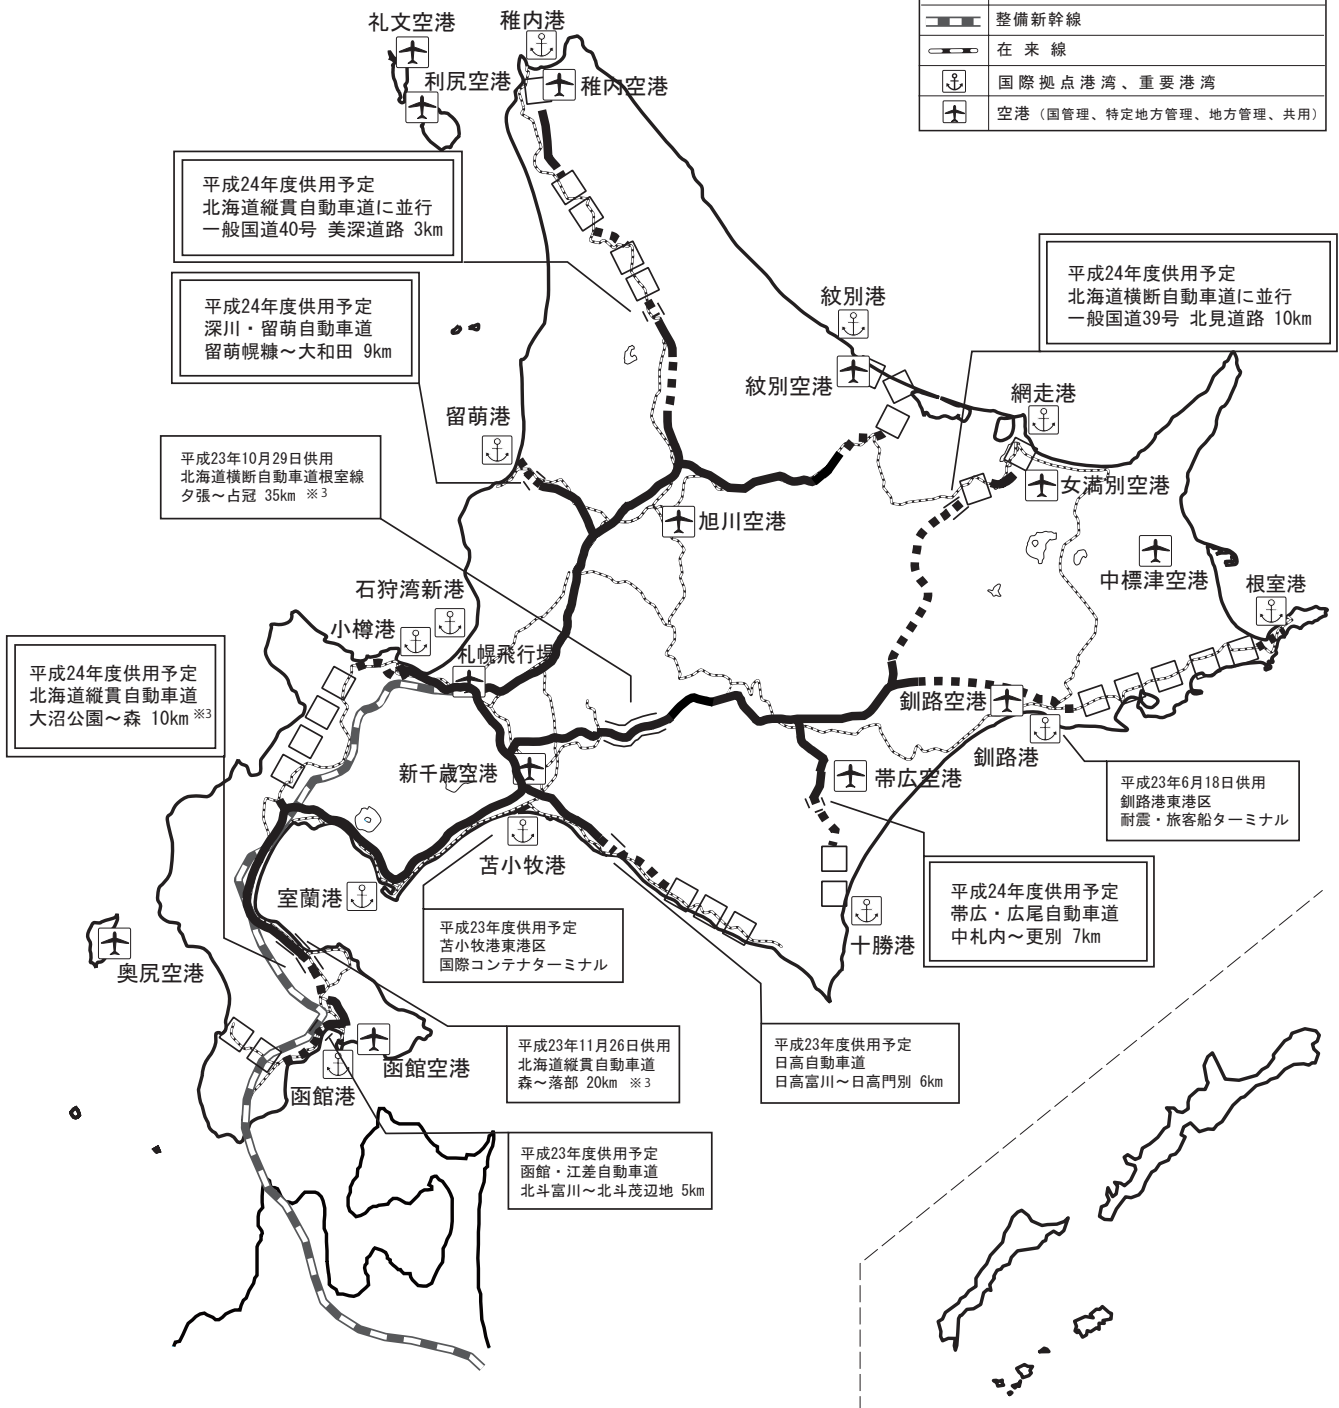 整備新幹線
在来線
国際拠点港湾、重要港湾
空港（国管理、特定地方管理、地方管理、共用）
礼文空港
稚内港
利尻空港
稚内空港
平成24年度供用予定
北海道縦貫自動車道に並行
一般国道40号 美深道路 3km
平成24年度供用予定
深川・留萌自動車道
留萌幌糠～大和田 9km
平成24年度供用予定
北海道横断自動車道に並行
一般国道39号 北見道路 10km
紋別港
紋別空港
網走港
女満別空港
留萌港
平成23年10月29日供用
北海道横断自動車道根室線
夕張～占冠 35km ※3
旭川空港
中標津空港
根室港
石狩湾新港
小樽港
札幌飛行場
平成24年度供用予定
北海道縦貫自動車道
大沼公園～森 10km※3
釧路空港
釧路港
新千歳空港
帯広空港
平成23年6月18日供用
釧路港東港区
耐震・旅客船ターミナル
苫小牧港
室蘭港
平成23年度供用予定
苫小牧港東港区
国際コンテナターミナル
平成24年度供用予定
帯広・広尾自動車道
中札内～更別 7km
十勝港
奥尻空港
函館空港
函館港
平成23年11月26日供用
北海道縦貫自動車道
森～落部 20km ※3
平成23年度供用予定
日高自動車道
日高富川～日高門別 6km
平成23年度供用予定
函館・江差自動車道
北斗富川～北斗茂辺地 5km